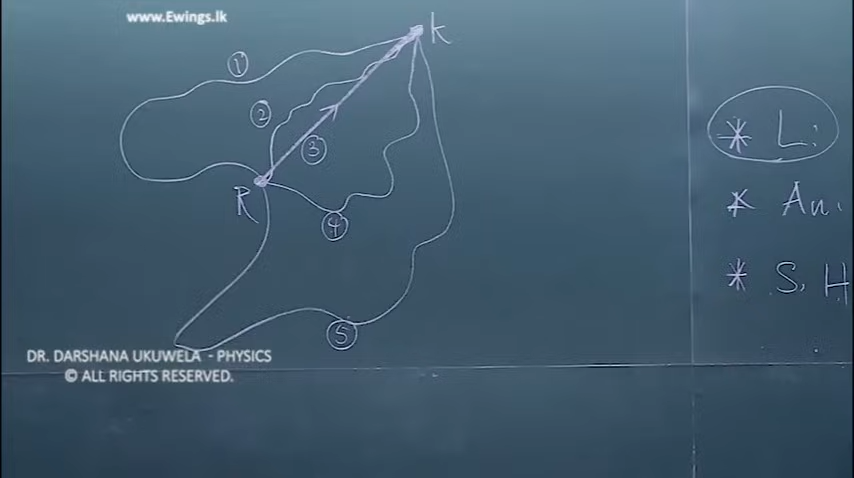 www.Ewings.lk
K
①
* L.
②
③
R
* An.
④
* S. H
⑤
DR. DARSHANA UKUWELA - PHYSICS
© ALL RIGHTS RESERVED.